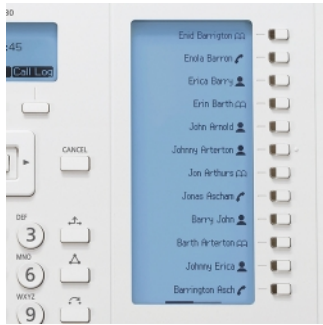 30
:45
Call Log
CANCEL
DEF
3
MNO
6
WXYZ
9
Enid Barrington
Enola Barron
Erica Barry
Erin Barth
John Arnold
Johnny Arterton
Jon Arthurs
Jonas Ascham
Barry John
Barth Arterton
Johnny Erica
Barrington Asch